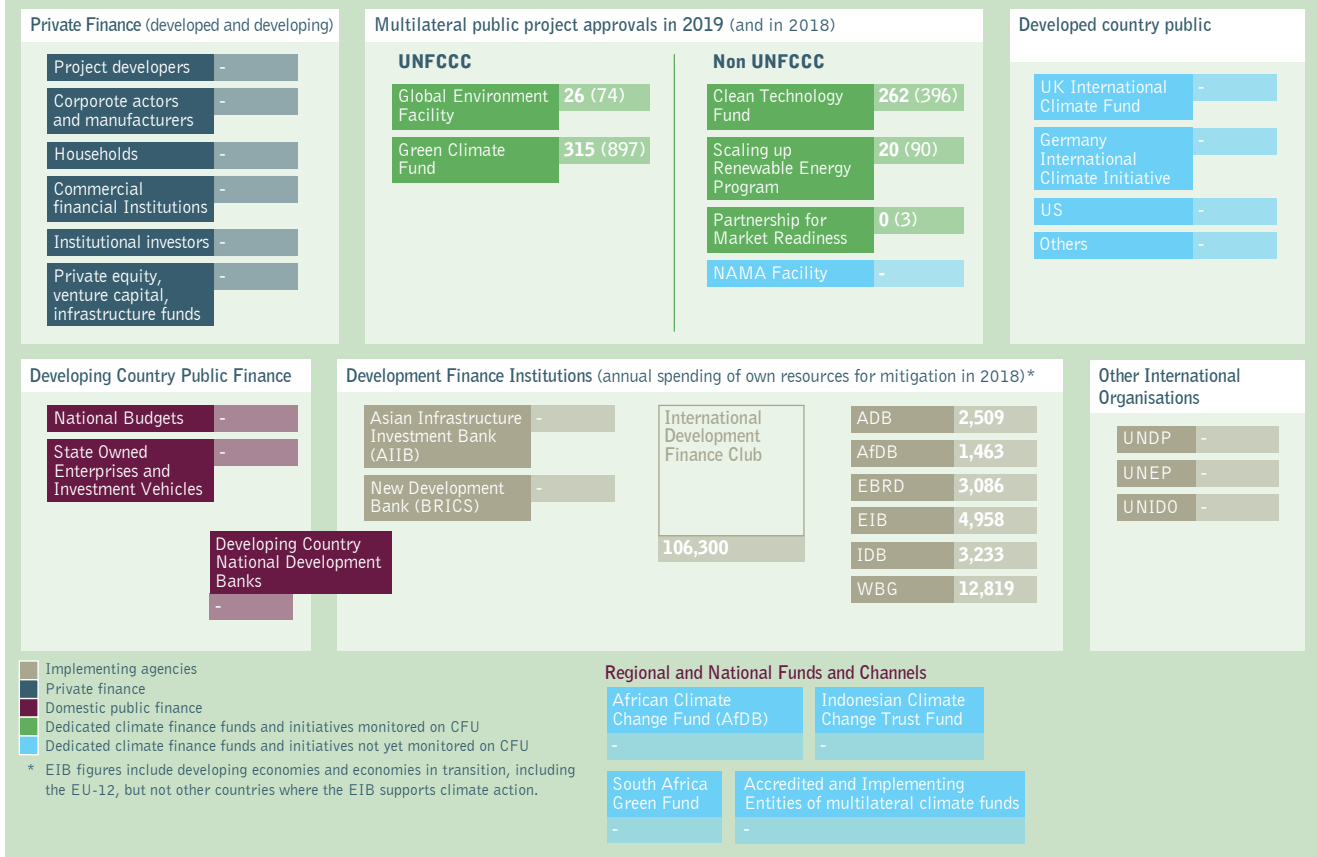 Private Finance (developed and developing)
Project developers -
Corporote actors -
and manufacturers
Households -
Commercial -
financial Institutions
Institutional investors -
Private equity, -
venture capital,
infrastructure funds
Multilateral public project approvals in 2019 (and in 2018)
UNFCCC
Global Environment 26 (74)
Facility
Green Climate 315 (897)
Fund
Non UNFCCC
Clean Technology 262 (396)
Fund
Scaling up 20 (90)
Renewable Energy
Program
Partnership for 0 (3)
Market Readiness
NAMA Facility -
Developed country public
UK International -
Climate Fund
Germany -
International
Climate Initiative
US -
Others -
Developing Country Public Finance
National Budgets -
State Owned -
Enterprises and
Investment Vehicles
Developing Country
National Development
Banks
-
Development Finance Institutions (annual spending of own resources for mitigation in 2018)*
Asian Infrastructure -
Investment Bank
(AIIB)
New Development -
Bank (BRICS)
International
Development
Finance Club
106,300
ADB 2,509
AfDB 1,463
EBRD 3,086
EIB 4,958
IDB 3,233
WBG 12,819
Other International
Organisations
UNDP -
UNEP -
UNIDO -
Implementing agencies
Private finance
Domestic public finance
Dedicated climate finance funds and initiatives monitored on CFU
Dedicated climate finance funds and initiatives not yet monitored on CFU
* EIB figures include developing economies and economies in transition, including
the EU-12, but not other countries where the EIB supports climate action.
Regional and National Funds and Channels
African Climate
Change Fund (AfDB)
-
Indonesian Climate
Change Trust Fund
-
South Africa
Green Fund
-
Accredited and Implementing
Entities of multilateral climate funds
-